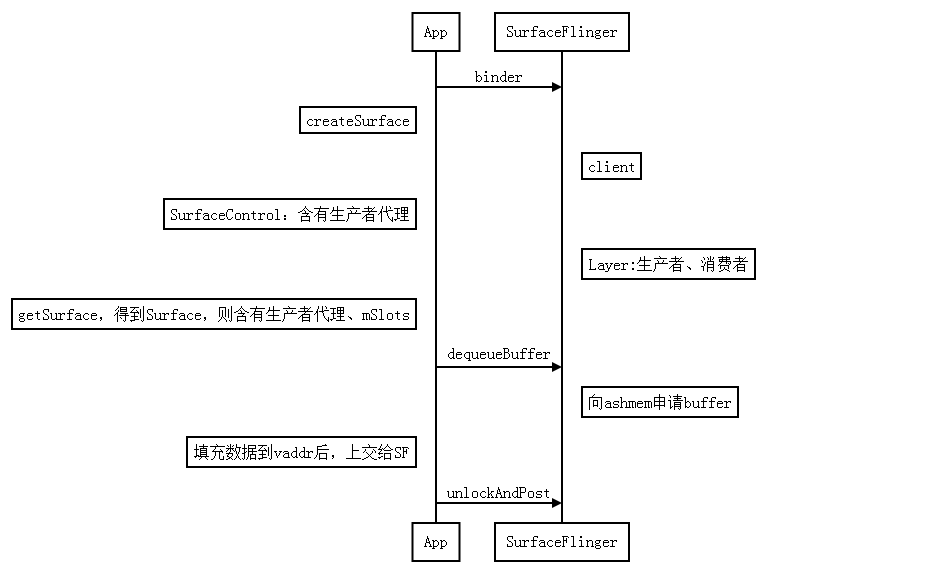 App
SurfaceFlinger
binder
createSurface
client
SurfaceControl：含有生产者代理
Layer:生产者、消费者
getSurface，得到Surface，则含有生产者代理、mSlots
dequeueBuffer
向ashmem申请buffer
填充数据到vaddr后，上交给SF
unlockAndPost
App
SurfaceFlinger